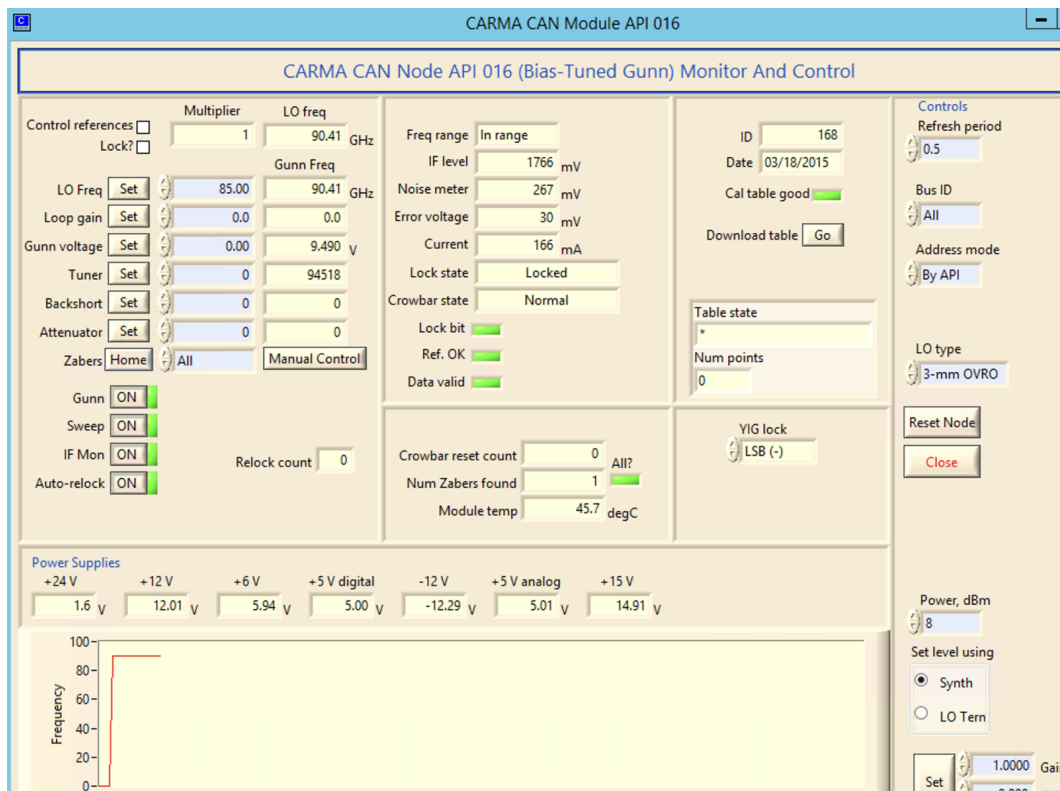 CARMA CAN Module API 016
CARMA CAN Node API 016 (Bias-Tuned Gunn) Monitor And Control
Multiplier LO freq
Control references 1 90.41 GHz
Lock?
Gunn Freq
LO Freq Set 85.00 90.41 GHz
Loop gain Set 0.0 0.0
Gunn voltage Set 0.00 9.490 V
Tuner Set 0 94518
Backshort Set 0 0
Attenuator Set 0 0
Zabers Home All Manual Control
Gunn ON
Sweep ON
IF Mon ON
Relock count 0
Auto-relock ON
Freq range In range
IF level 1766 mV
Noise meter 267 mV
Error voltage 30 mV
Current 166 mA
Lock state Locked
Crowbar state Normal
Lock bit
Ref. OK
Data valid
Crowbar reset count 0 All?
Num Zabers found 1
Module temp 45.7 degC
ID 168
Date 03/18/2015
Cal table good
Download table Go
Table state
*
Num points
0
YIG lock
LSB (-)
Controls
Refresh period
0.5
Bus ID
All
Address mode
By API
LO type
3-mm OVRO
Reset Node
Close
Power Supplies
+24 V +12 V +6 V +5 V digital -12 V +5 V analog +15 V
1.6 V 12.01 V 5.94 V 5.00 V -12.29 V 5.01 V 14.91 V
100
80
60
40
20
0
Frequency
Power, dBm
8
Set level using
Synth
LO Tern
Set 1.0000 Gai